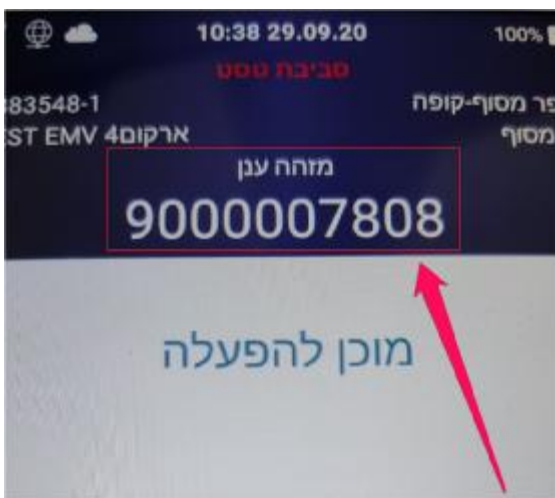 10:38 29.09.20 100%
סביבת טסט
פר מסוף-קופה 83548-1
מסוף ST EMV 4ארקום
מזהה ענן
9000007808
מוכן להפעלה